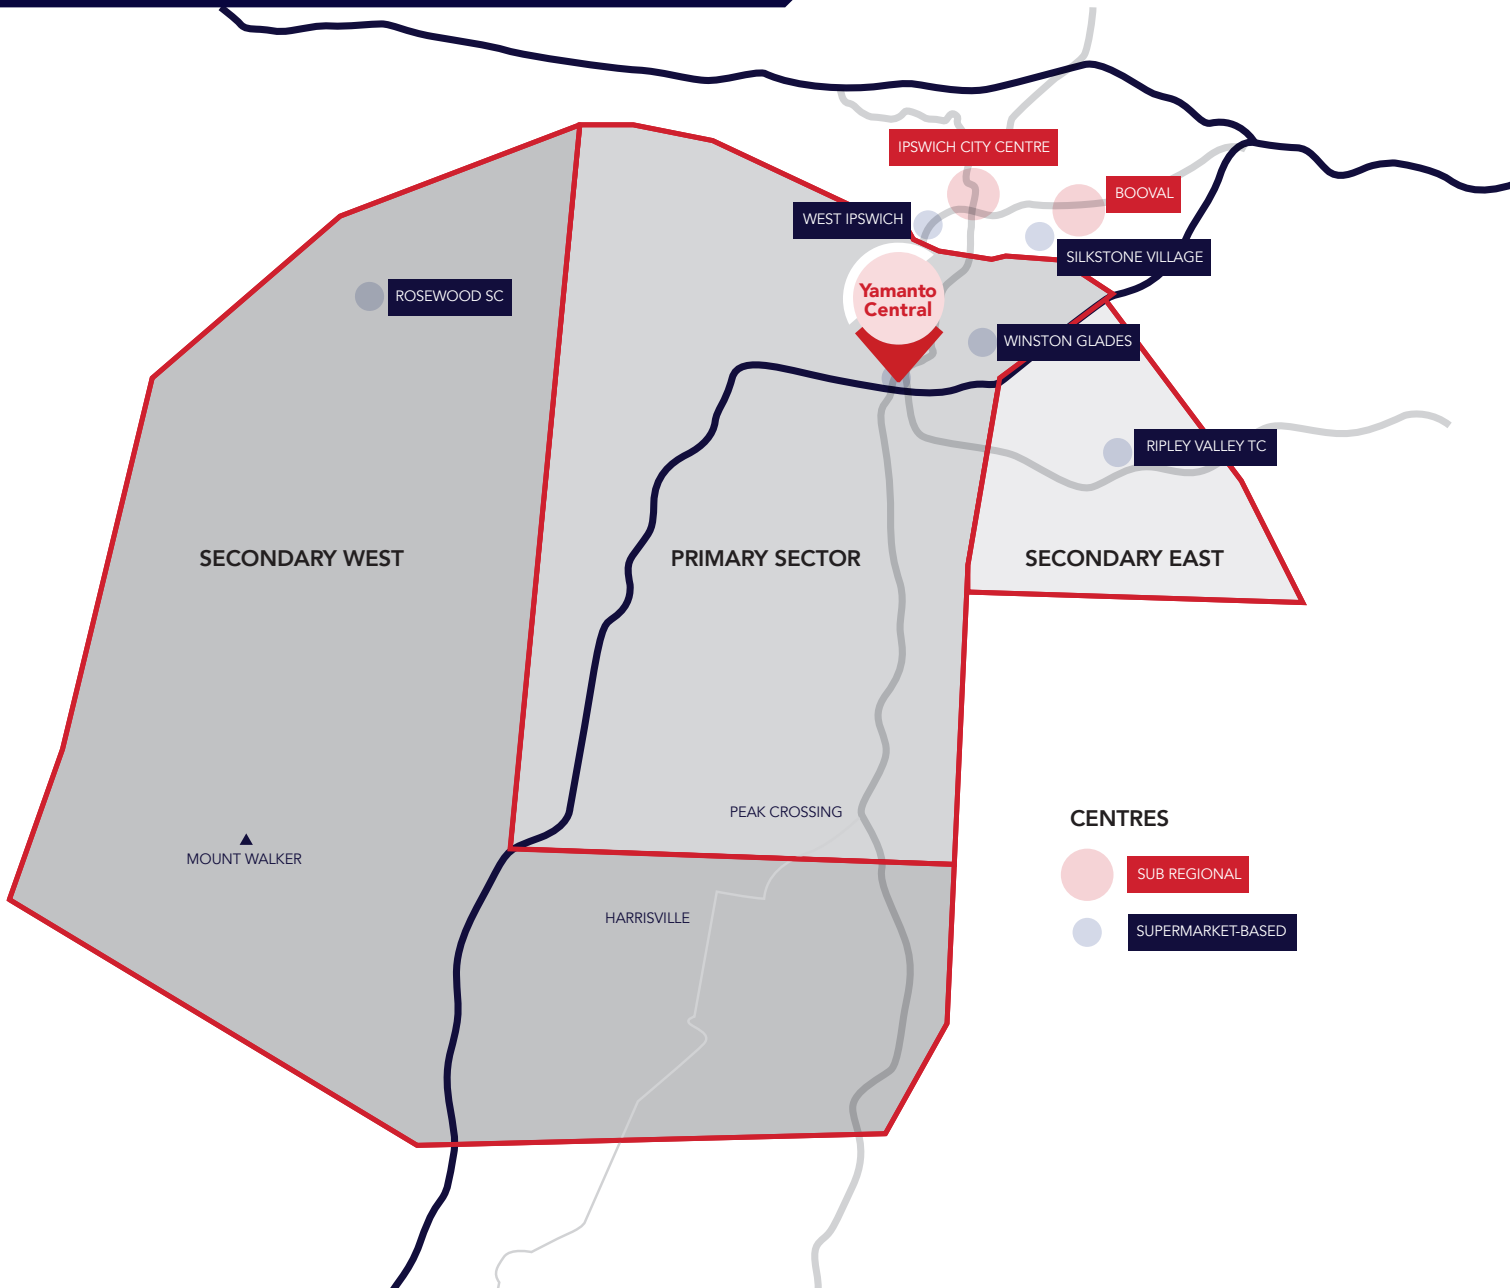 IPSWICH CITY CENTRE
BOOVAL
WEST IPSWICH
SILKSTONE VILLAGE
Yamanto
Central
ROSEWOOD SC
WINSTON GLADES
RIPLEY VALLEY TC
SECONDARY WEST
PRIMARY SECTOR
SECONDARY EAST
PEAK CROSSING
MOUNT WALKER
HARRISVILLE
CENTRES
SUB REGIONAL
SUPERMARKET-BASED